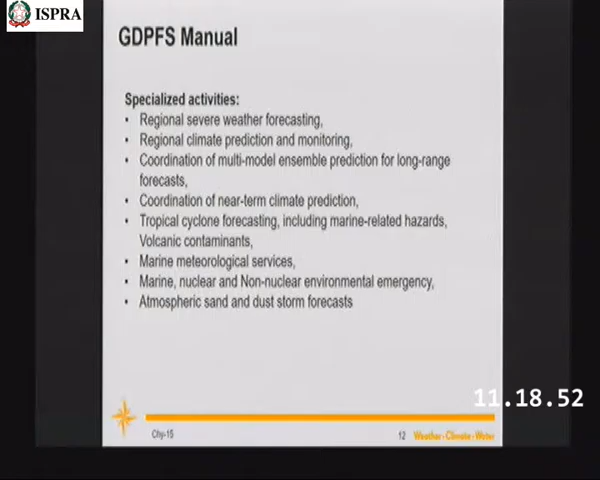 ISPRA
GDPFS Manual
Specialized activities:
• Regional severe weather forecasting,
• Regional climate prediction and monitoring,
• Coordination of multi-model ensemble prediction for long-range
forecasts,
• Coordination of near-term climate prediction,
• Tropical cyclone forecasting, including marine-related hazards,
Volcanic contaminants,
• Marine meteorological services,
• Marine, nuclear and Non-nuclear environmental emergency,
• Atmospheric sand and dust storm forecasts
11.18.52
Chy-15
12 Weather · Climate · Water